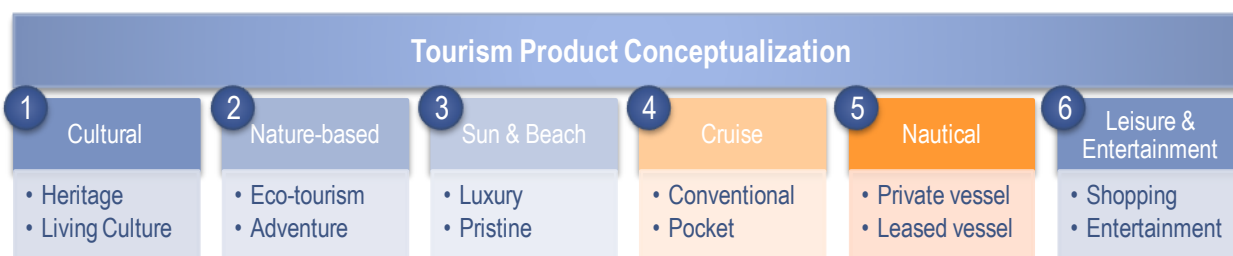 Tourism Product Conceptualization
1
Cultural
• Heritage
• Living Culture
2
Nature-based
• Eco-tourism
• Adventure
3
Sun & Beach
• Luxury
• Pristine
4
Cruise
• Conventional
• Pocket
5
Nautical
• Private vessel
• Leased vessel
6
Leisure &
Entertainment
• Shopping
• Entertainment